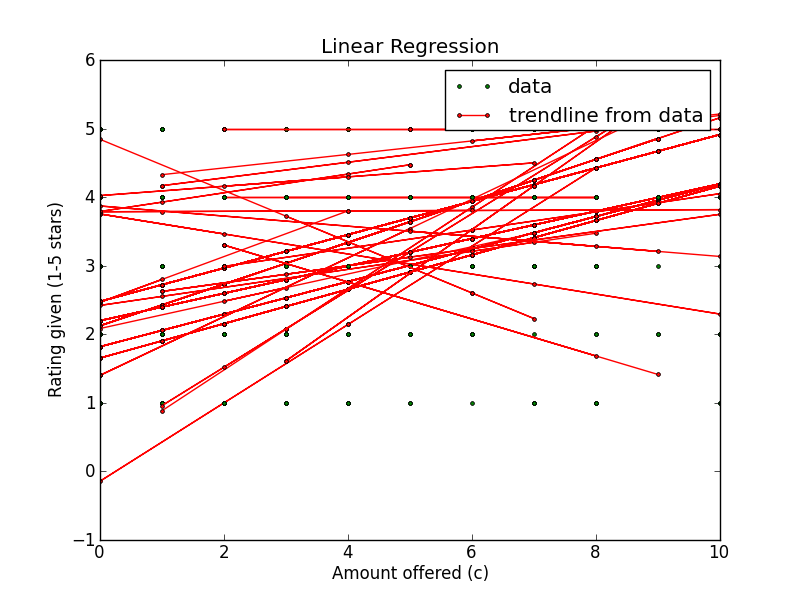 Linear Regression
data
trendline from data
6
5
4
3
2
1
0
−1
0 2 4 6 8 10
Rating given (1-5 stars)
Amount offered (c)